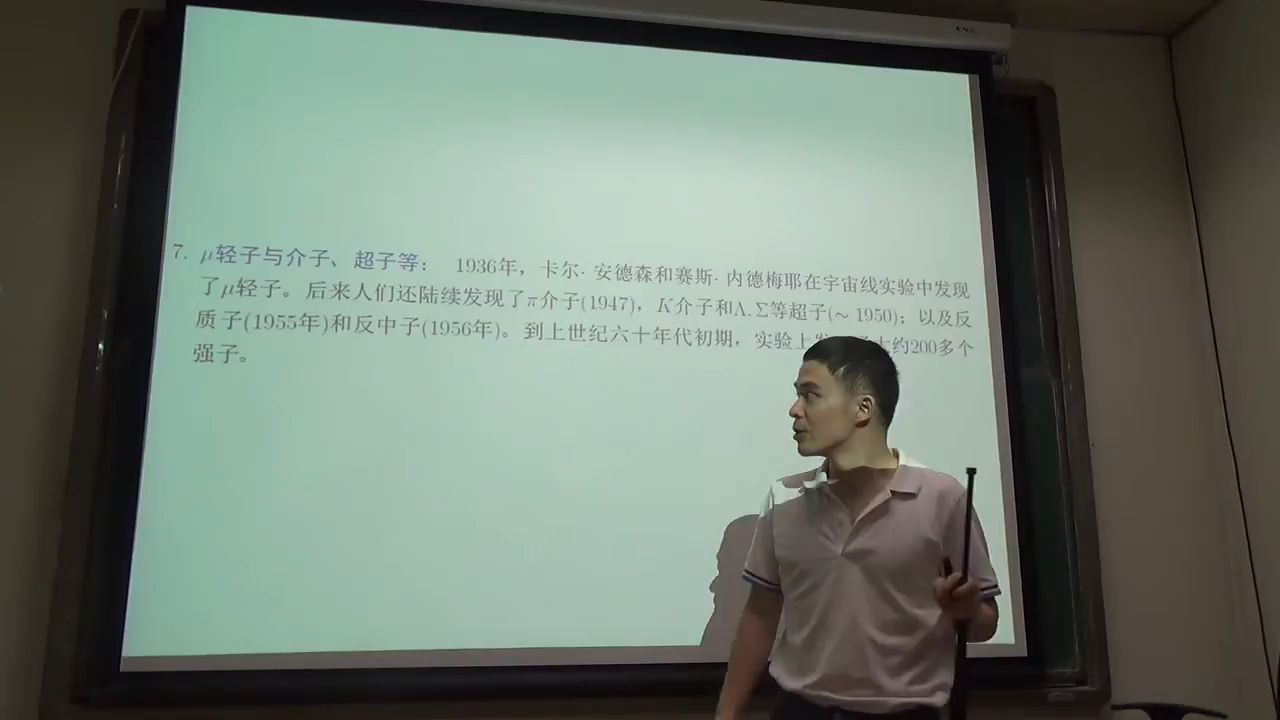 7. μ轻子与介子、超子等： 1936年，卡尔· 安德森和赛斯· 内德梅耶在宇宙线实验中发现
了μ轻子。后来人们还陆续发现了π介子(1947)，K介子和Λ.Σ等超子(∼ 1950)；以及反
质子(1955年)和反中子(1956年)。到上世纪六十年代初期，实验上 约200多个
强子。